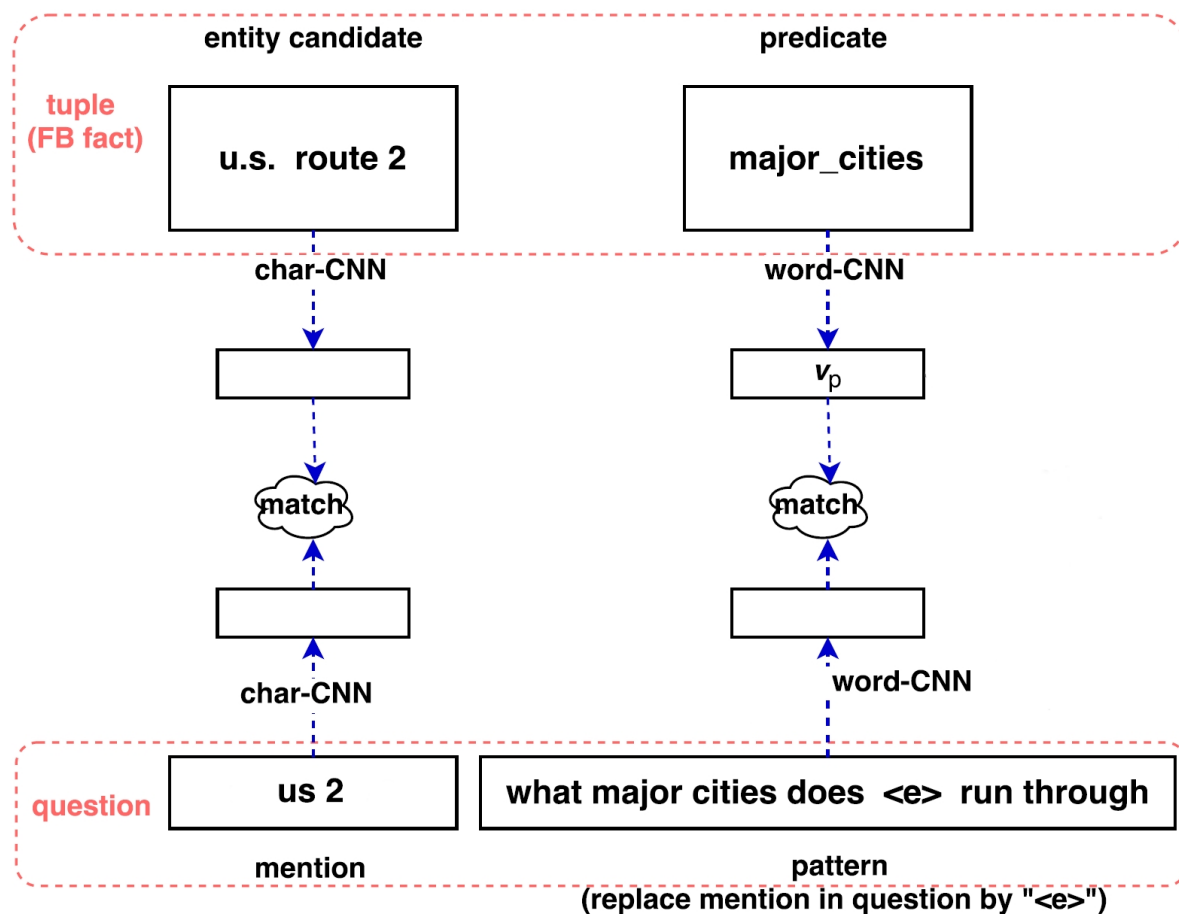 entity candidate
predicate
tuple
(FB fact)
u.s. route 2
major_cities
char-CNN
word-CNN
vp
match
match
char-CNN
word-CNN
question
us 2
what major cities does <e> run through
mention
pattern
(replace mention in question by "<e>")